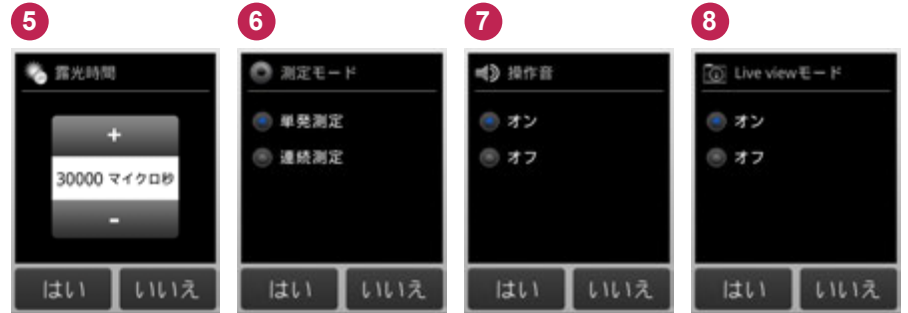 5
露光時間
+
30000 マイクロ秒
-
はい いいえ
6
測定モード
単発測定
連続測定
はい いいえ
7
操作音
オン
オフ
はい いいえ
8
Live viewモード
オン
オフ
はい いいえ